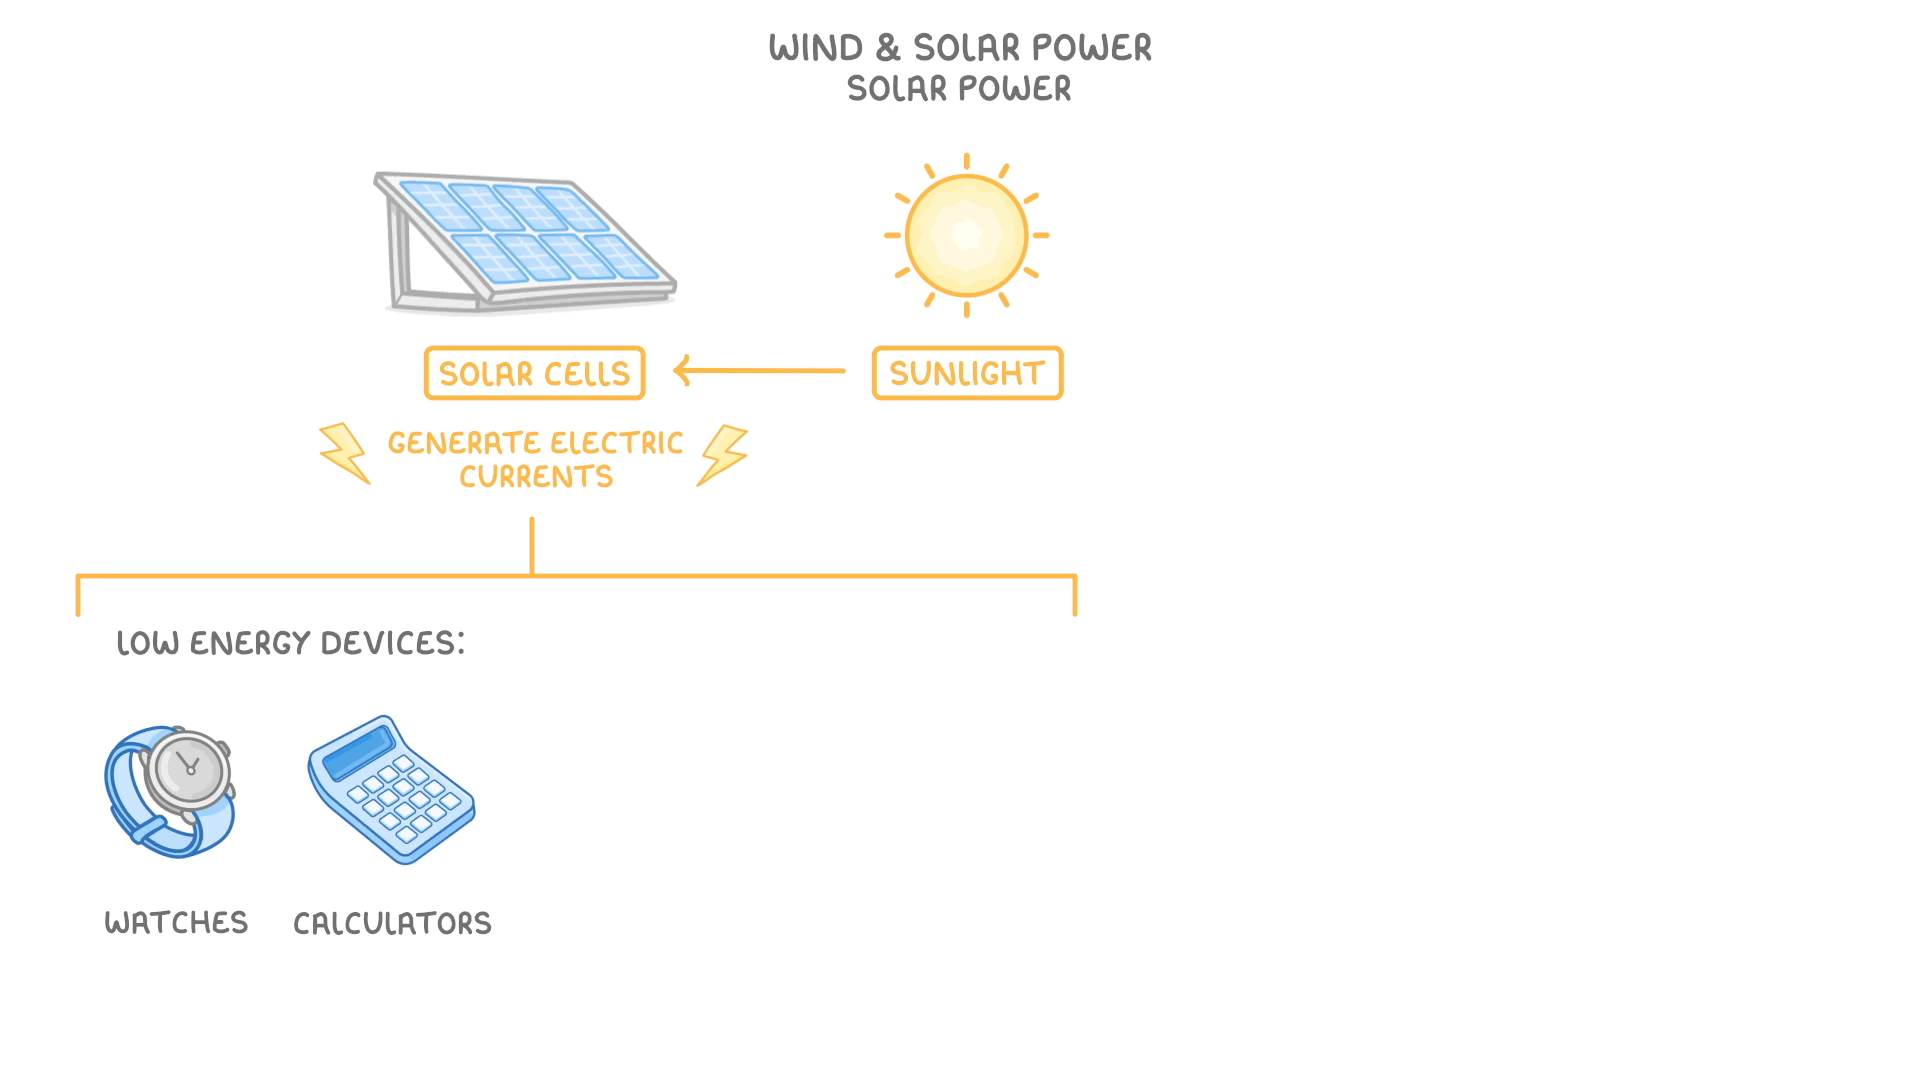 WIND & SOLAR POWER
SOLAR POWER
SOLAR CELLS
SUNLIGHT
GENERATE ELECTRIC
CURRENTS
LOW ENERGY DEVICES:
WATCHES
CALCULATORS